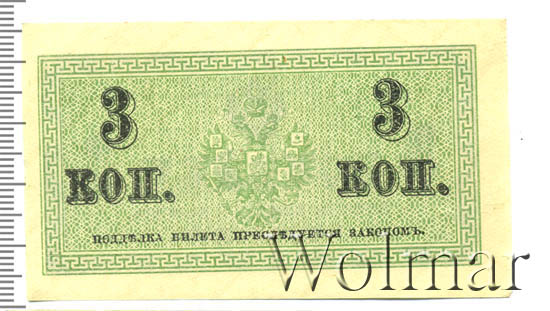 3 3
КОП. КОП.
ПОДДѢЛКА БИЛЕТА ПРЕСЛѢДУЕТСЯ ЗАКОНОМЪ.
Wolmar